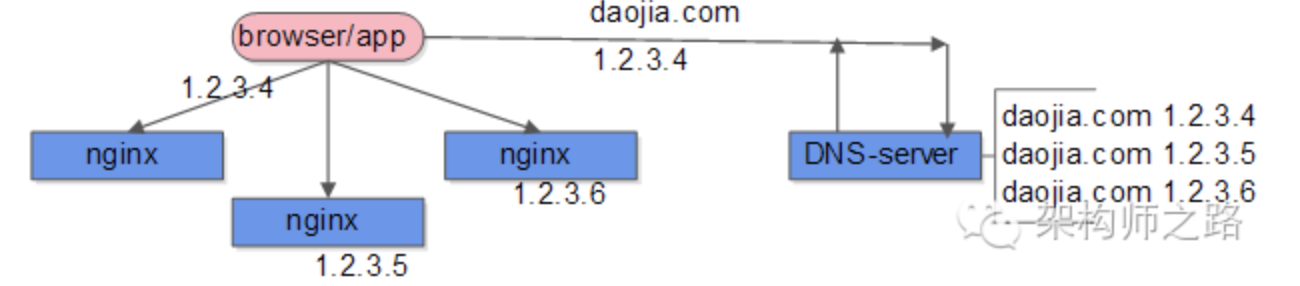 daojia.com
browser/app
1.2.3.4
1.2.3.4
nginx
nginx
1.2.3.6
nginx
1.2.3.5
DNS-server
daojia.com 1.2.3.4
daojia.com 1.2.3.5
daojia.com 1.2.3.6
架构师之路